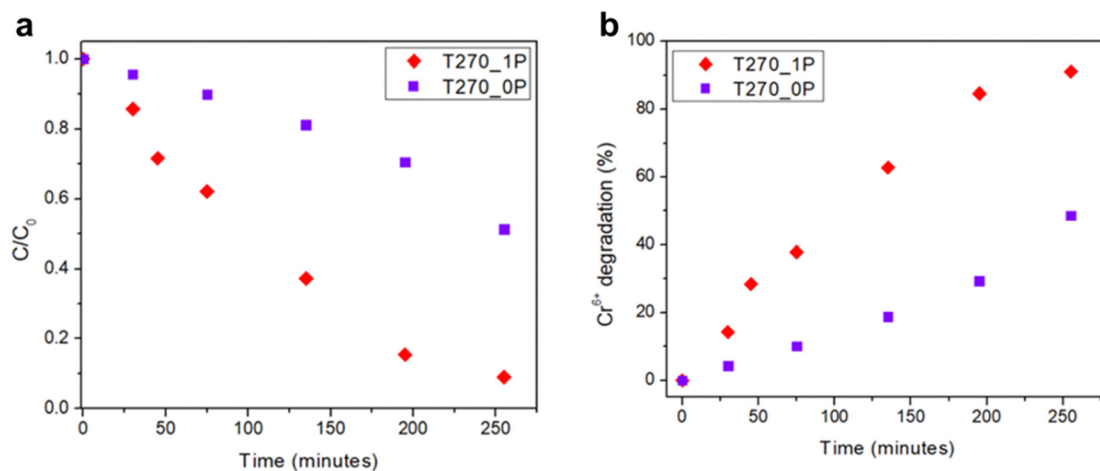 a
C/C₀
1.0
0.8
0.6
0.4
0.2
0.0
T270_1P
T270_0P
0 50 100 150 200 250
Time (minutes)
b
Cr⁶⁺ degradation (%)
100
80
60
40
20
0
T270_1P
T270_0P
0 50 100 150 200 250
Time (minutes)